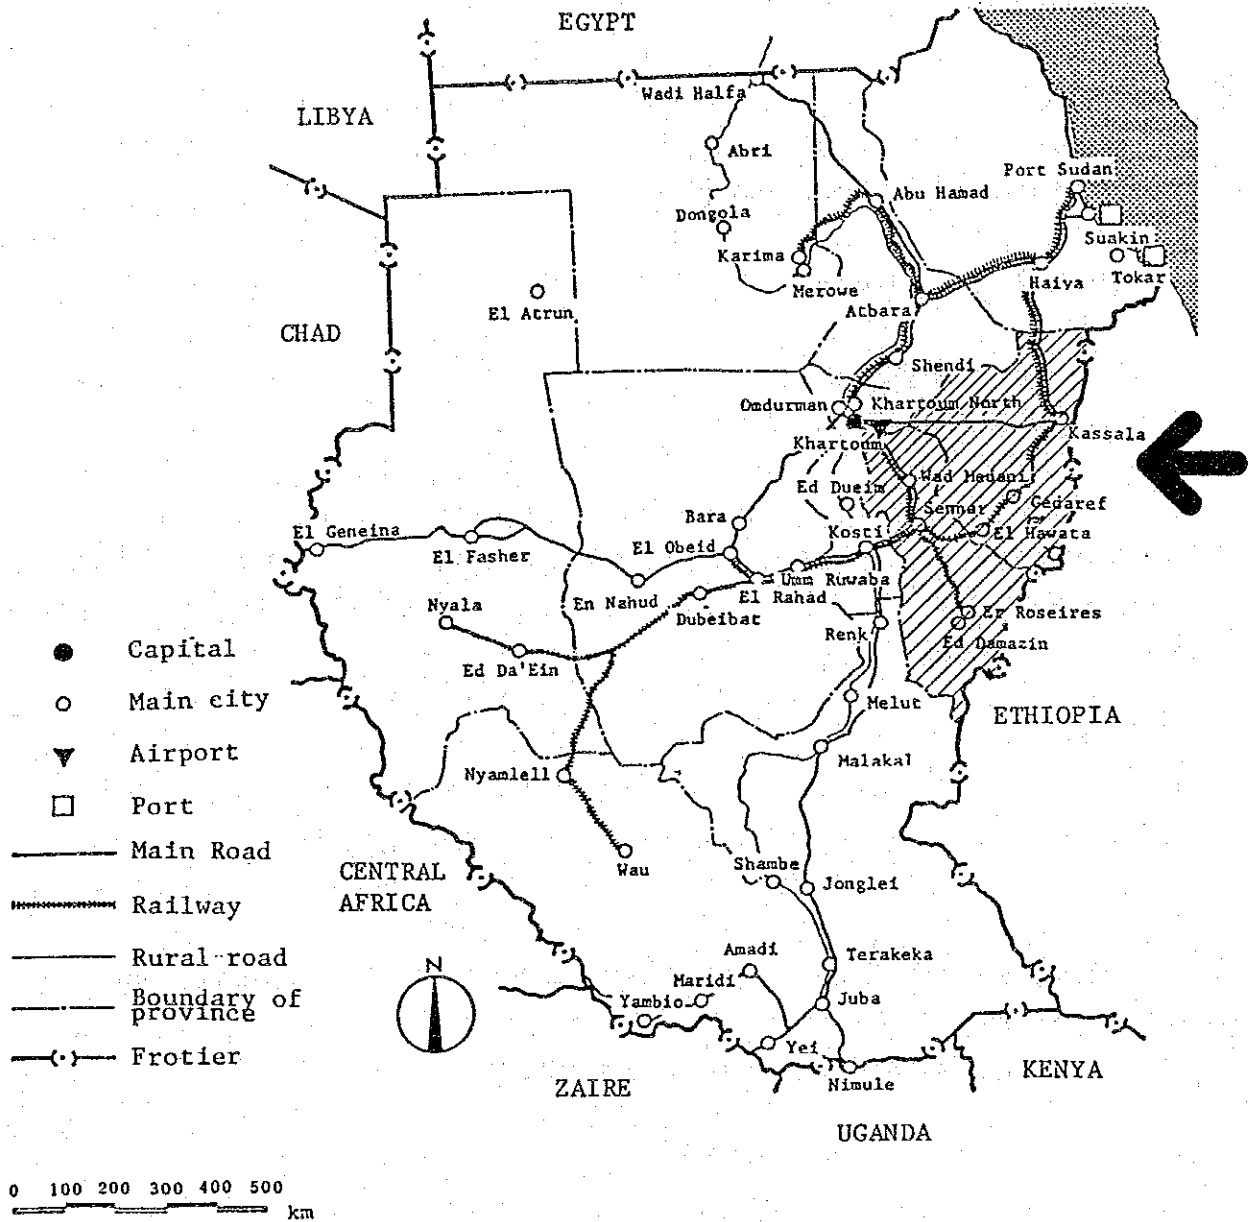 EGYPT
LIBYA
Wadi Halfa
Abri
Port Sudan
Abu Hamad
Dongola
Suakin
Karima
Merowe
Haiya
Tokar
El Atrun
Atbara
CHAD
Shendi
Omdurman
Khartoum North
Khartoum
Kassala
Wad Medani
Ed Dueim
Gedaref
Sennar
Bara
El Geneina
Kosti
El Hawata
El Fasher
El Obeid
Umm Ruwaba
En Nahud
El Rahad
Nyala
Dubeibat
Er Roseires
Renk
Ed Damazin
Capital
Ed Da'Ein
Main city
Melut
ETHIOPIA
Airport
Malakal
Nyamlell
Port
Main Road
Wau
Shambe
CENTRAL
AFRICA
Jonglei
Railway
Rural road
Amadi
Terakeka
N
Maridi
Boundary of
province
Yambio
Juba
Frotier
Yei
KENYA
ZAIRE
Nimule
UGANDA
0 100 200 300 400 500
km